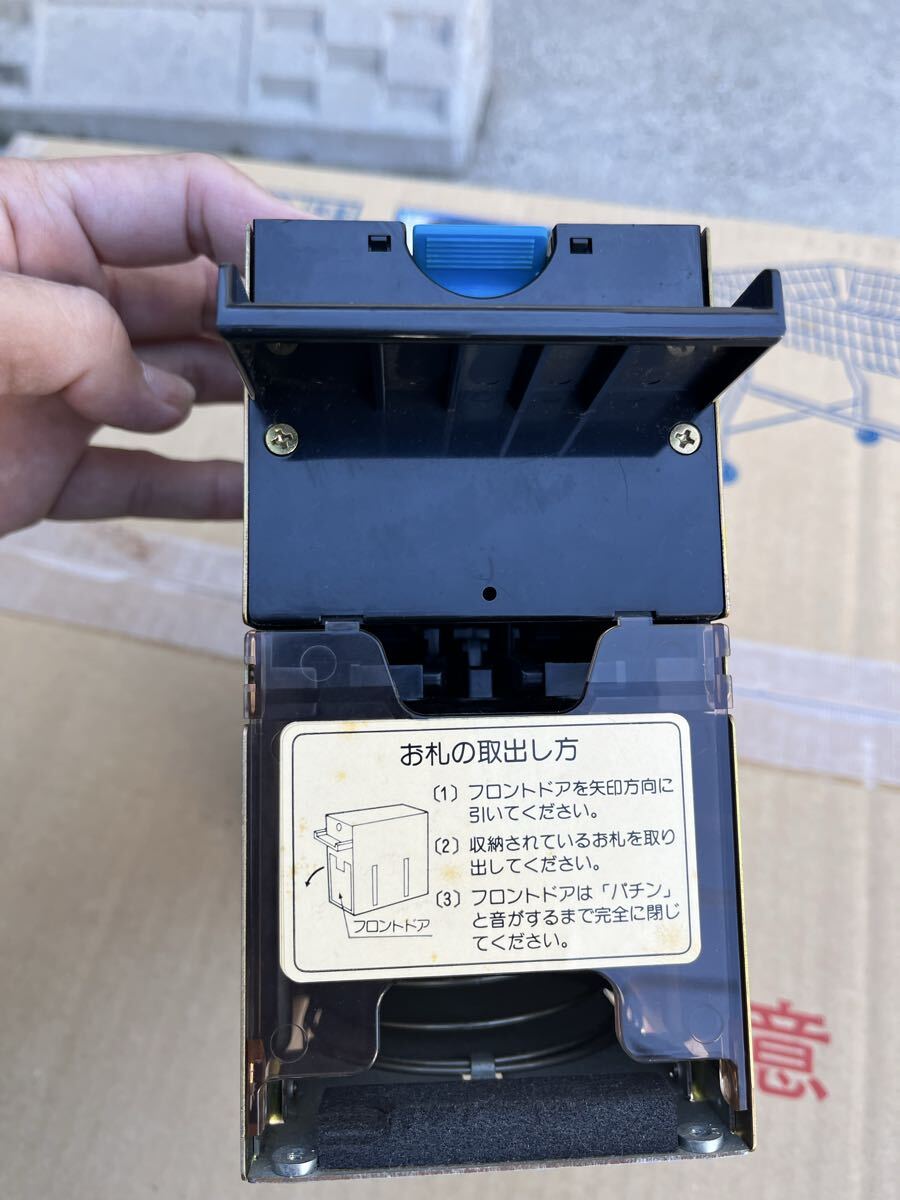 お札の取出し方
〔1〕フロントドアを矢印方向に
引いてください。
〔2〕収納されているお札を取り
出してください。
〔3〕フロントドアは「パチン」
と音がするまで完全に閉じ
てください。
フロントドア
意